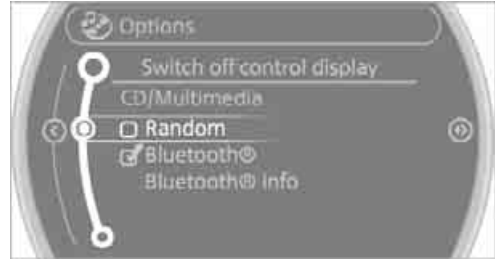 Options
Switch off control display
CD/Multimedia
Random
Bluetooth®
Bluetooth® info